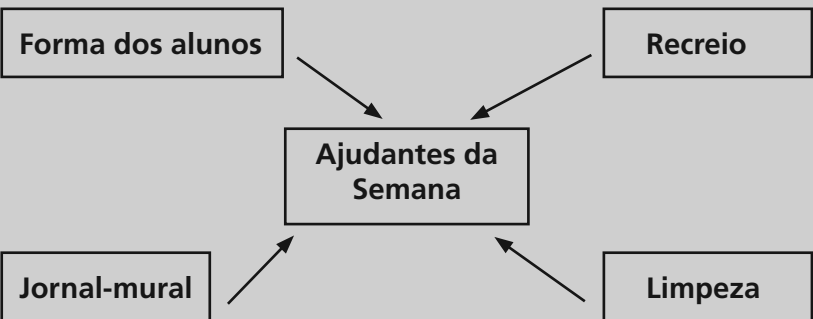 Forma dos alunos
Recreio
Ajudantes da
Semana
Jornal-mural
Limpeza